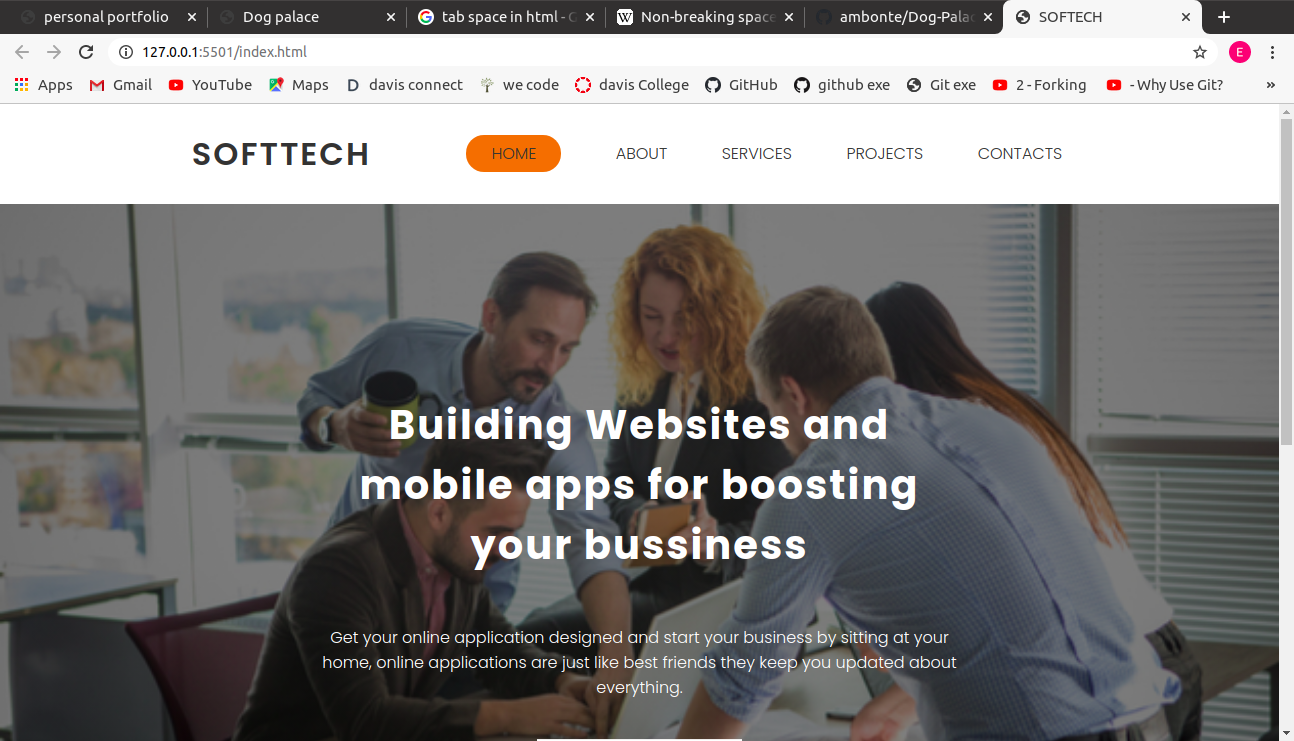 personal portfolio
Dog palace
tab space in html - G
Non-breaking space
ambonte/Dog-Palac
SOFTECH
127.0.0.1:5501/index.html
E
Apps
Gmail
YouTube
Maps
D davis connect
we code
davis College
GitHub
github exe
Git exe
2 - Forking
- Why Use Git?
»
SOFTTECH
HOME
ABOUT
SERVICES
PROJECTS
CONTACTS
Building Websites and
mobile apps for boosting
your bussiness
Get your online application designed and start your business by sitting at your
home, online applications are just like best friends they keep you updated about
everything.